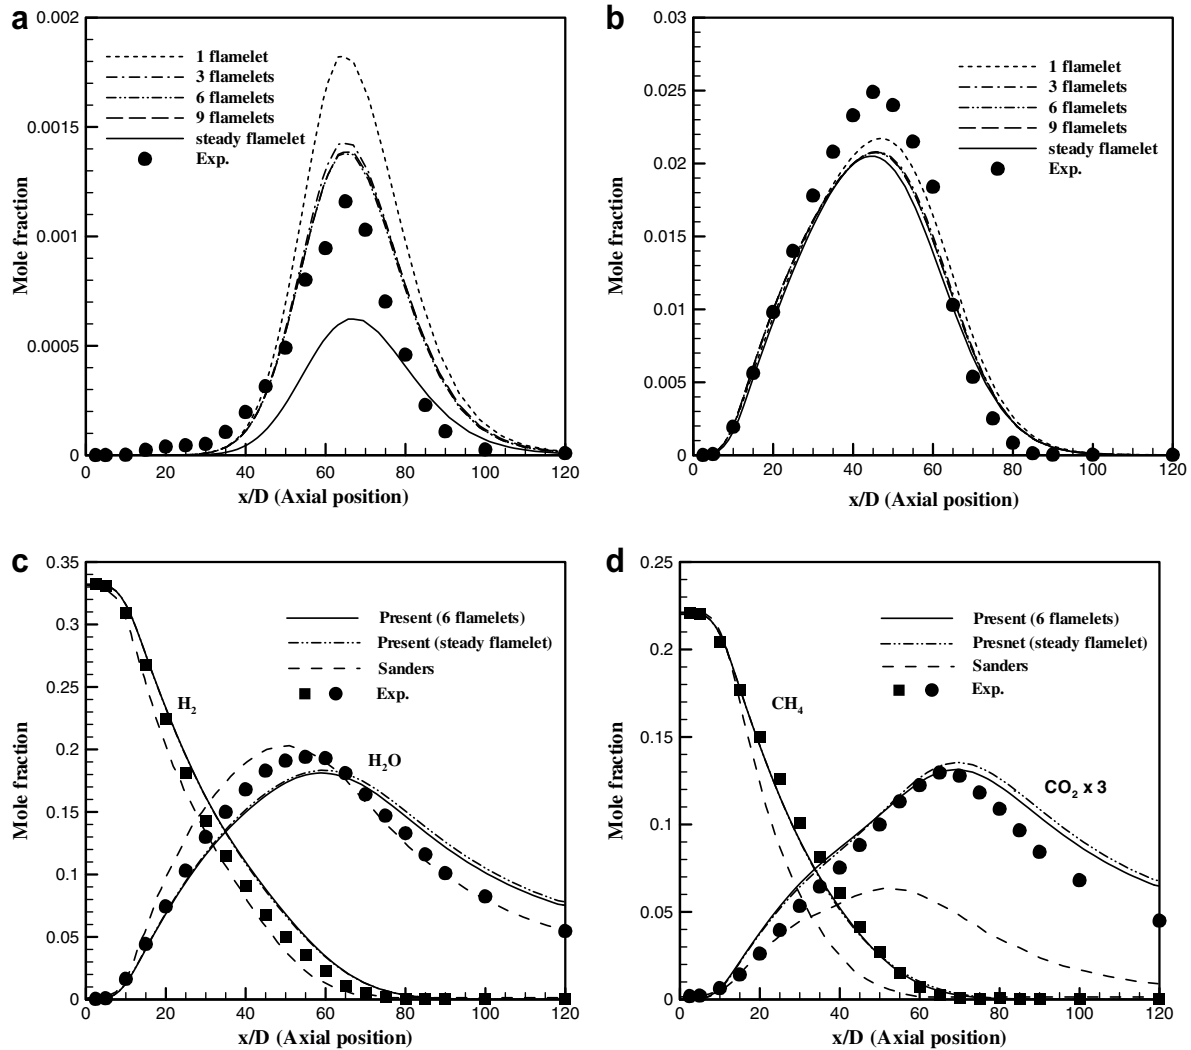 a
0.002
0.0015
0.001
0.0005
0
Mole fraction
1 flamelet
3 flamelets
6 flamelets
9 flamelets
steady flamelet
Exp.
0 20 40 60 80 100 120
x/D (Axial position)
b
0.03
0.025
0.02
0.015
0.01
0.005
0
Mole fraction
1 flamelet
3 flamelets
6 flamelets
9 flamelets
steady flamelet
Exp.
0 20 40 60 80 100 120
x/D (Axial position)
c
0.35
0.3
0.25
0.2
0.15
0.1
0.05
0
Mole fraction
Present (6 flamelets)
Present (steady flamelet)
Sanders
Exp.
H₂
H₂O
0 20 40 60 80 100 120
x/D (Axial position)
d
0.25
0.2
0.15
0.1
0.05
0
Mole fraction
Present (6 flamelets)
Presnet (steady flamelet)
Sanders
Exp.
CH₄
CO₂ x 3
0 20 40 60 80 100 120
x/D (Axial position)